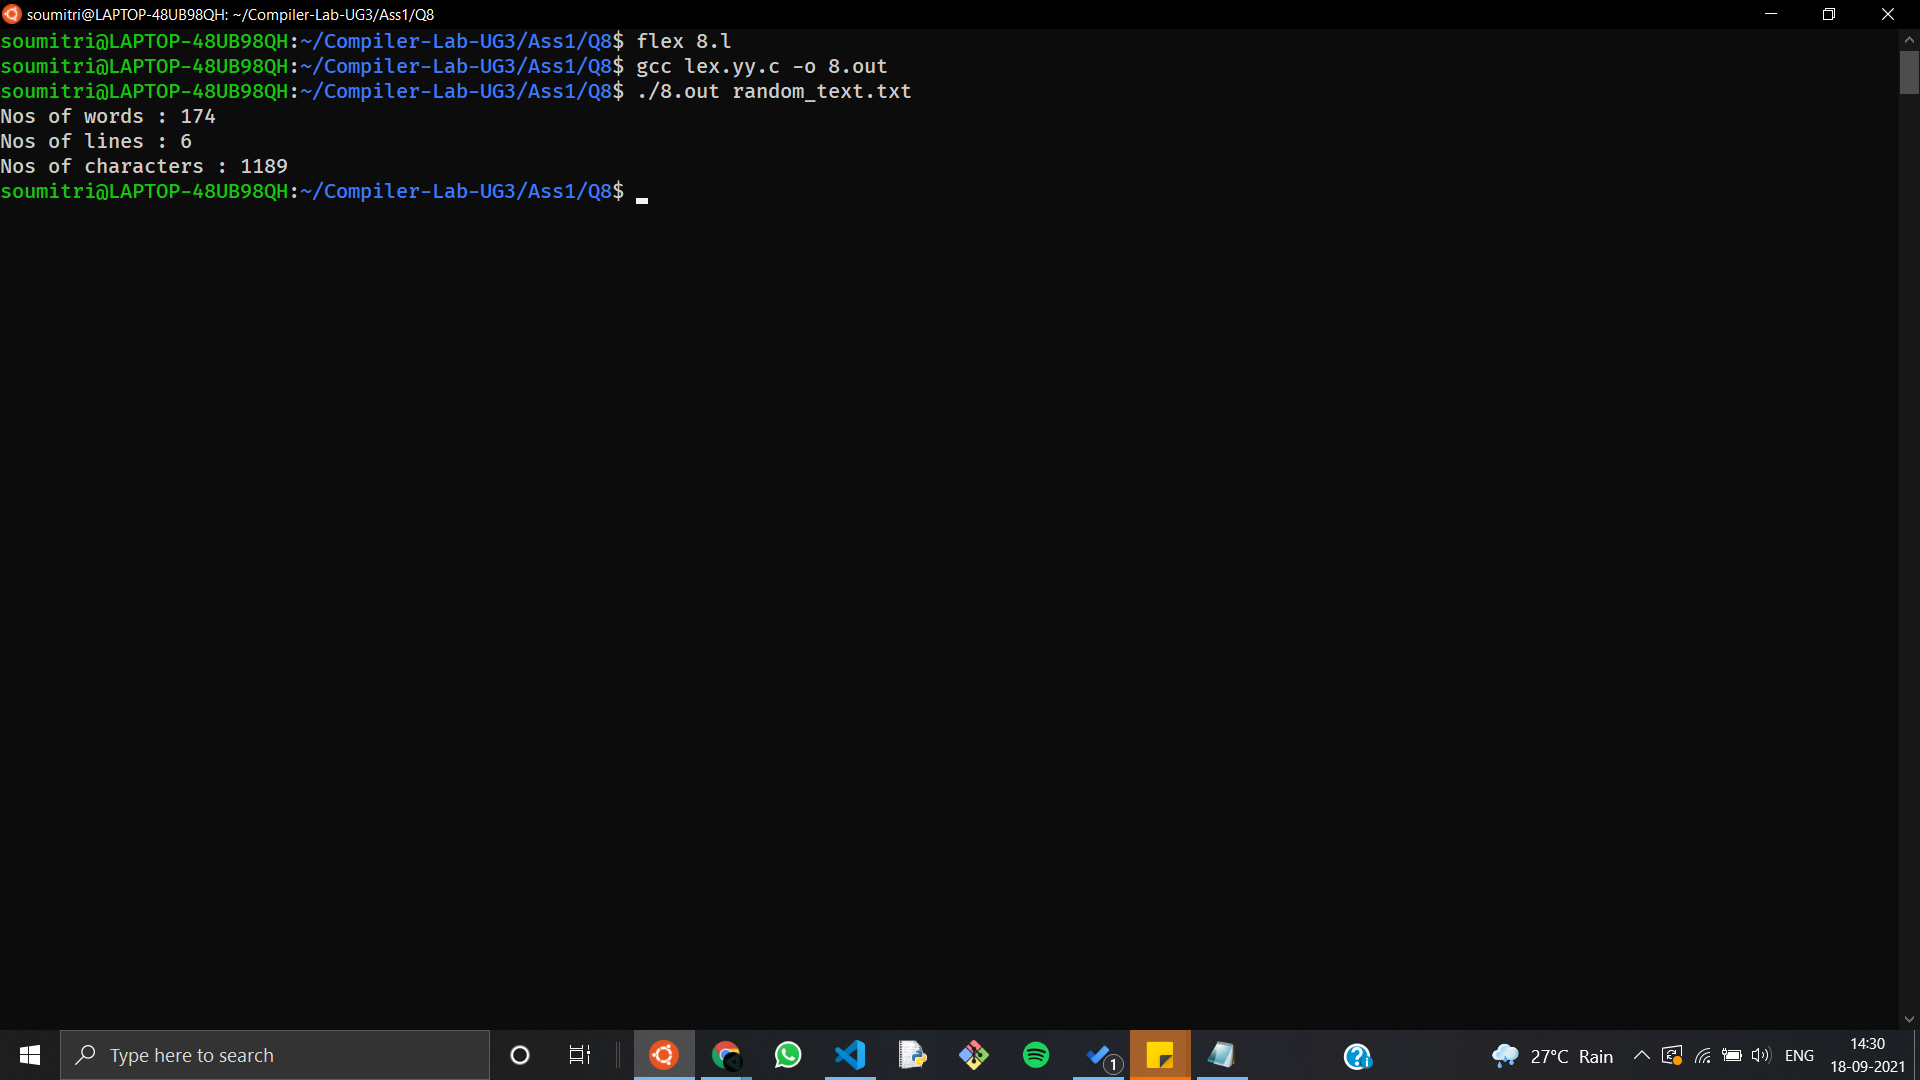 soumitri@LAPTOP-48UB98QH: ~/Compiler-Lab-UG3/Ass1/Q8
soumitri@LAPTOP-48UB98QH:~/Compiler-Lab-UG3/Ass1/Q8$ flex 8.l
soumitri@LAPTOP-48UB98QH:~/Compiler-Lab-UG3/Ass1/Q8$ gcc lex.yy.c -o 8.out
soumitri@LAPTOP-48UB98QH:~/Compiler-Lab-UG3/Ass1/Q8$ ./8.out random_text.txt
Nos of words : 174
Nos of lines : 6
Nos of characters : 1189
soumitri@LAPTOP-48UB98QH:~/Compiler-Lab-UG3/Ass1/Q8$
Type here to search
1
27°C Rain
ENG
14:30
18-09-2021